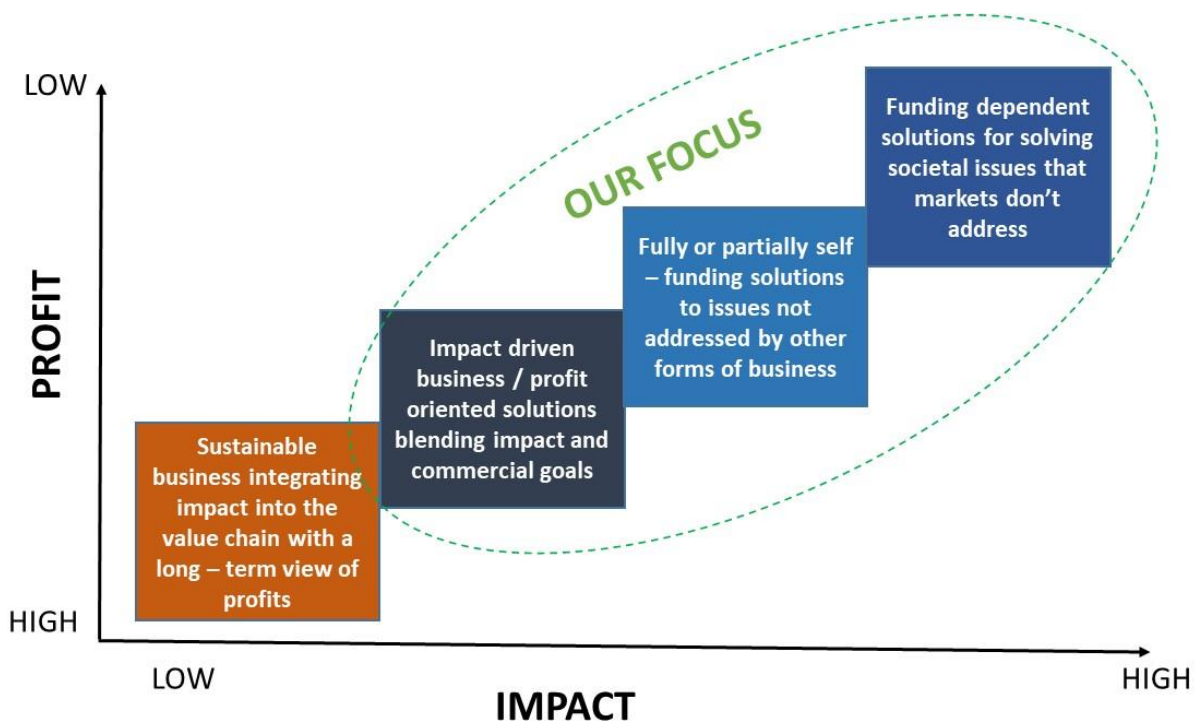 LOW
PROFIT
HIGH
OUR FOCUS
Funding dependent
solutions for solving
societal issues that
markets don’t
address
Fully or partially self
– funding solutions
to issues not
addressed by other
forms of business
Impact driven
business / profit
oriented solutions
blending impact and
commercial goals
Sustainable
business integrating
impact into the
value chain with a
long – term view of
profits
LOW
HIGH
IMPACT